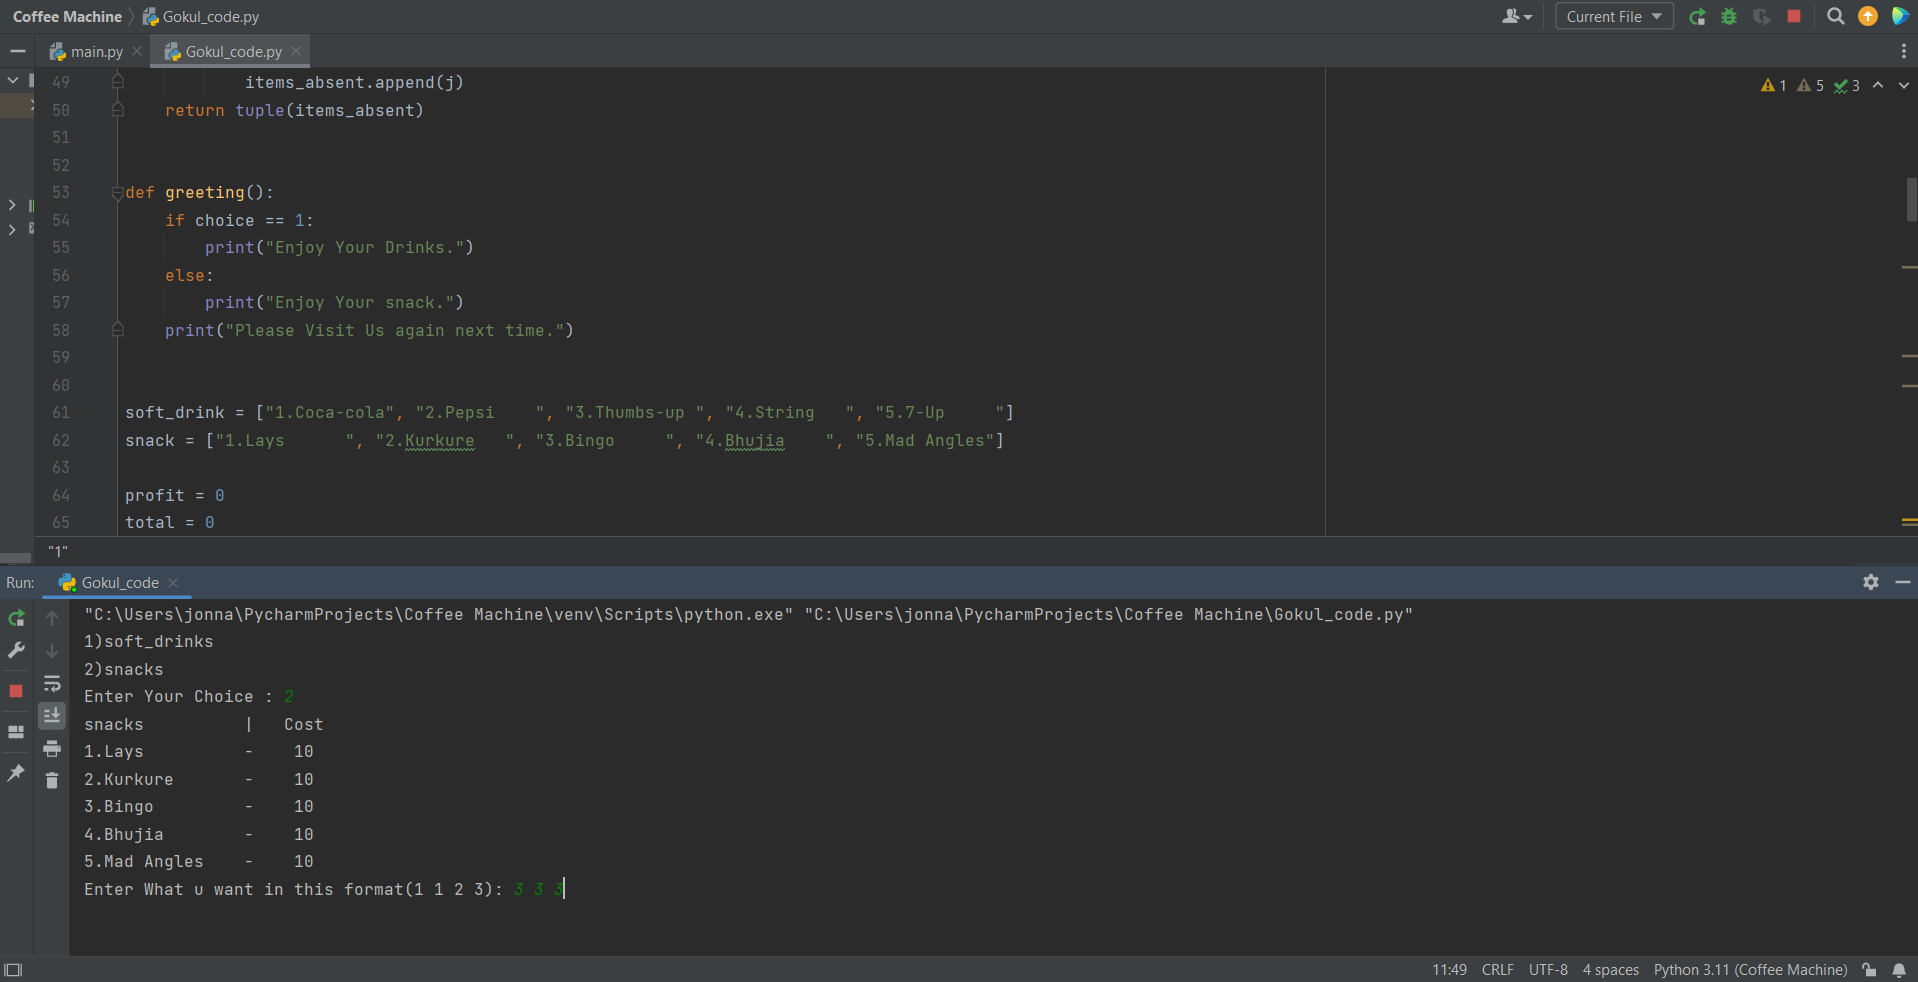 Coffee Machine Gokul_code.py Current File
main.py Gokul_code.py
49 items_absent.append(j) 1 5 3
50 return tuple(items_absent)
51
52
53 def greeting():
54 if choice == 1:
55 print("Enjoy Your Drinks.")
56 else:
57 print("Enjoy Your snack.")
58 print("Please Visit Us again next time.")
59
60
61 soft_drink = ["1.Coca-cola", "2.Pepsi    ", "3.Thumbs-up ", "4.String   ", "5.7-Up     "]
62 snack = ["1.Lays      ", "2.Kurkure   ", "3.Bingo     ", "4.Bhujia    ", "5.Mad Angles"]
63
64 profit = 0
65 total = 0
"1"
Run: Gokul_code
"C:\Users\jonna\PycharmProjects\Coffee Machine\venv\Scripts\python.exe" "C:\Users\jonna\PycharmProjects\Coffee Machine\Gokul_code.py"
1)soft_drinks
2)snacks
Enter Your Choice : 2
snacks          |   Cost
1.Lays          -    10
2.Kurkure       -    10
3.Bingo         -    10
4.Bhujia        -    10
5.Mad Angles    -    10
Enter What u want in this format(1 1 2 3): 3 3 3
11:49 CRLF UTF-8 4 spaces Python 3.11 (Coffee Machine)